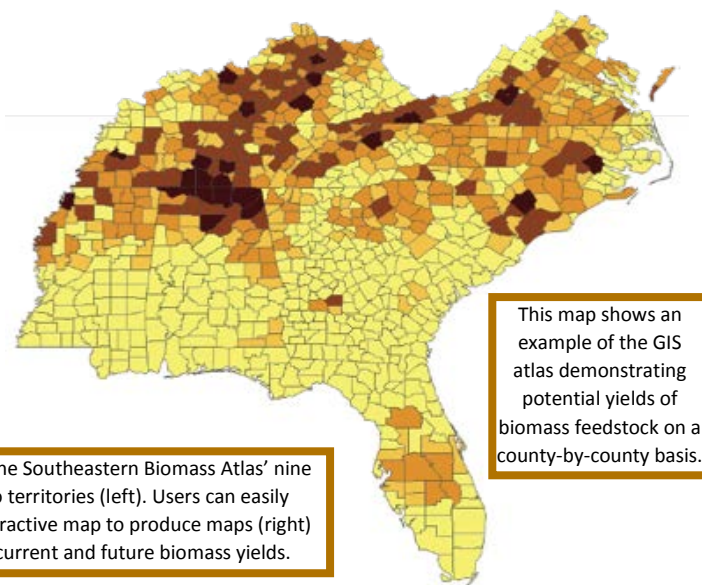 This map shows an
example of the GIS
atlas demonstrating
potential yields of
biomass feedstock on a
county-by-county basis.
Southeastern Biomass Atlas’ nine
territories (left). Users can easily
map to produce maps (right)
current and future biomass yields.